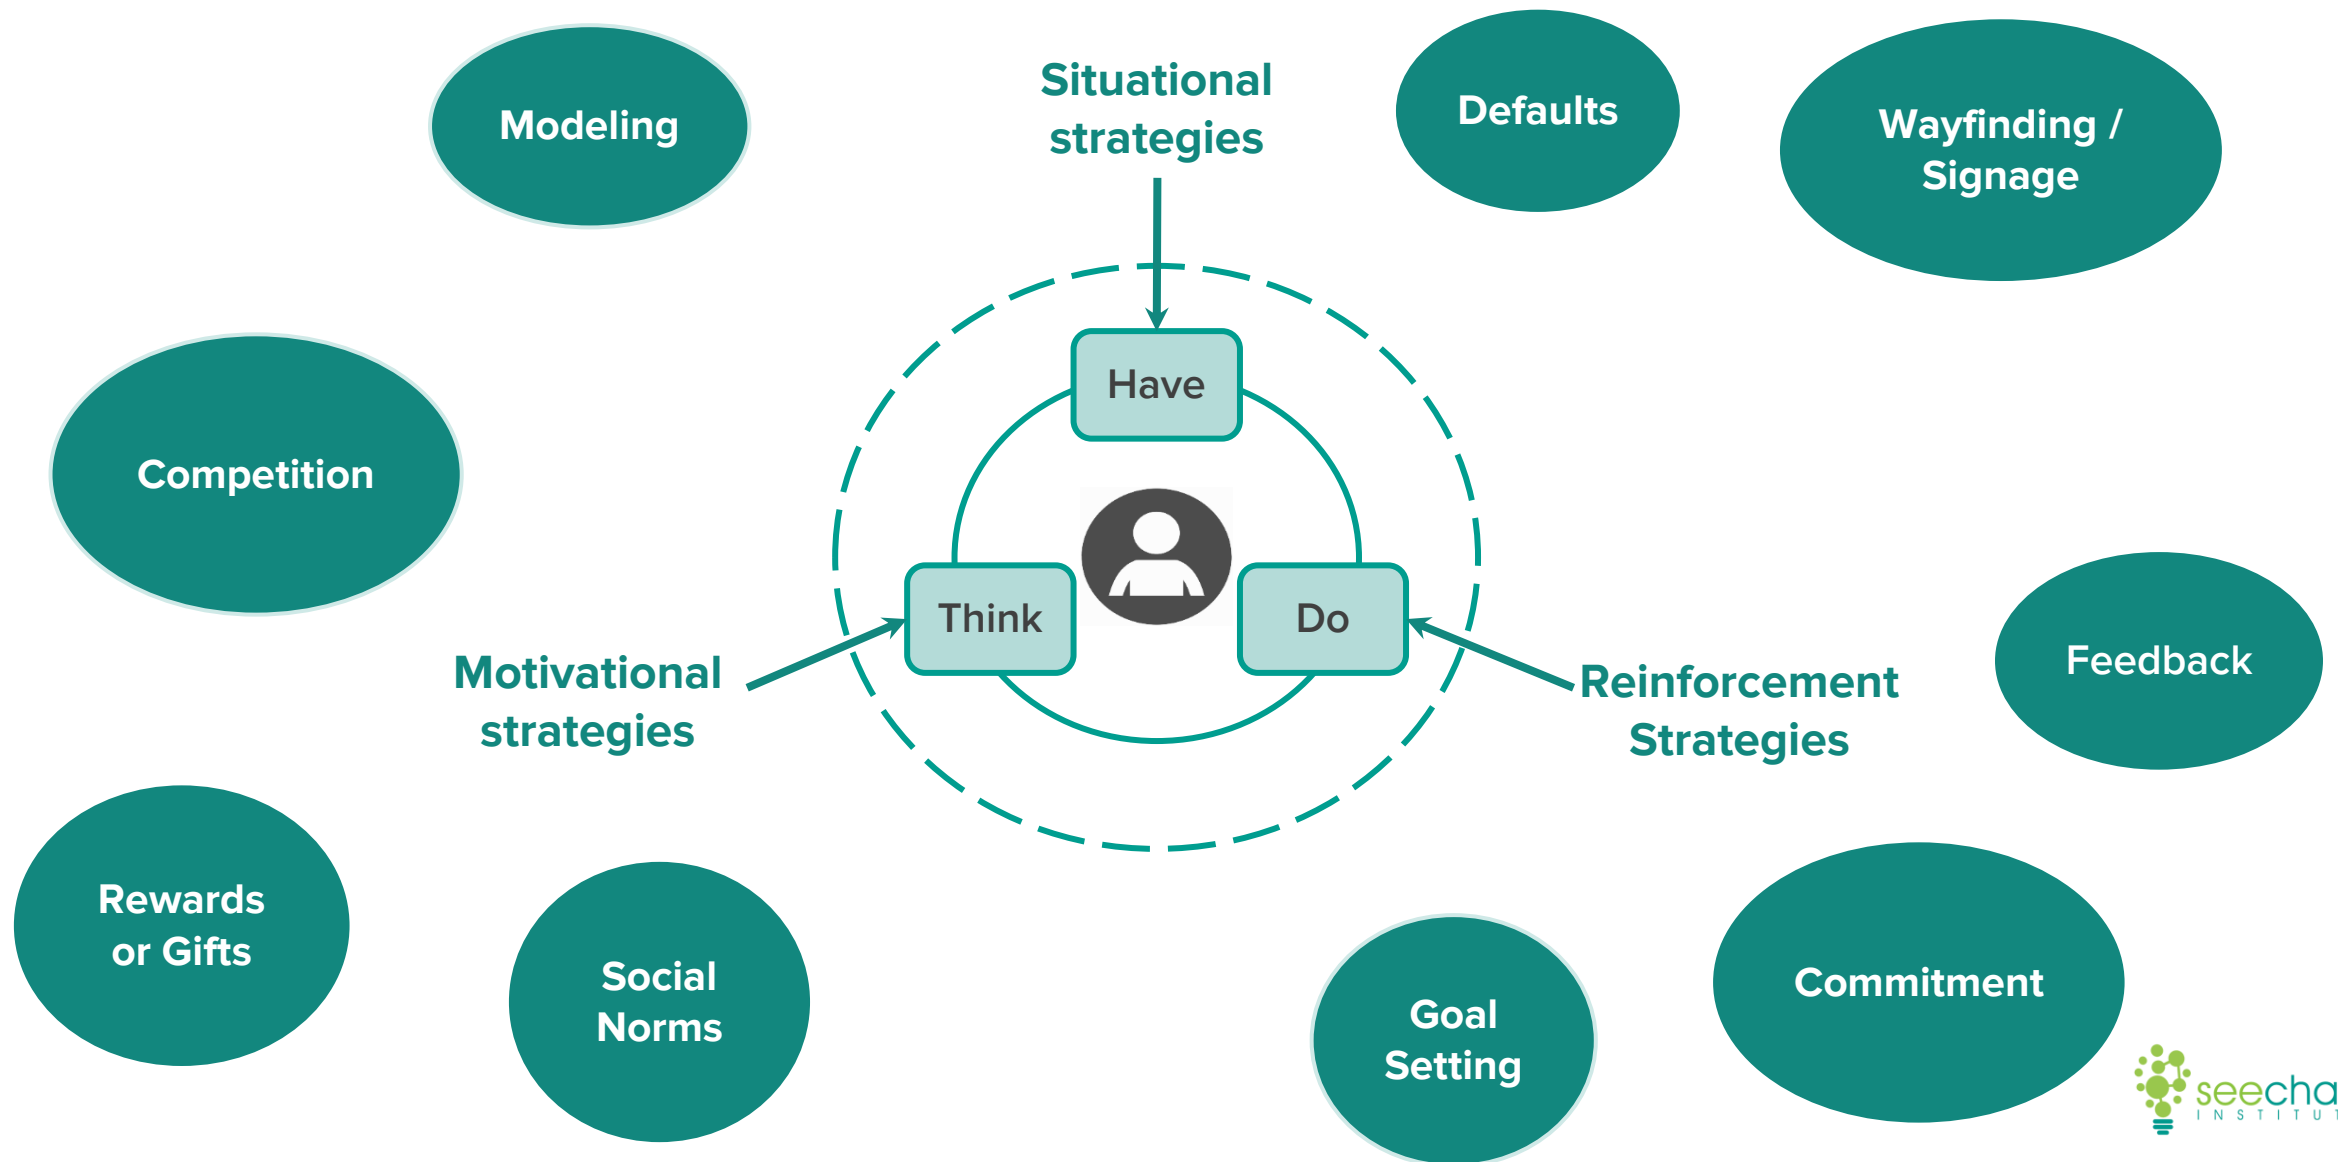 Modeling
Situational
strategies
Defaults
Wayfinding /
Signage
Have
Competition
Think
Do
Motivational
strategies
Reinforcement
Strategies
Feedback
Rewards
or Gifts
Social
Norms
Goal
Setting
Commitment
seecha
INSTITUT